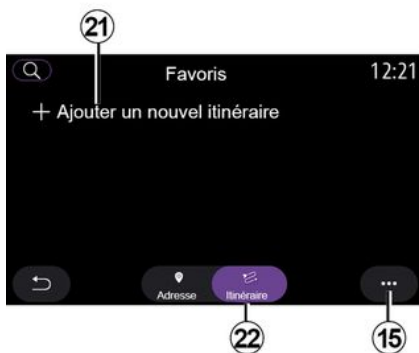 21
Favoris
12:21
+ Ajouter un nouvel itinéraire
Adresse
Itinéraire
...
22
15